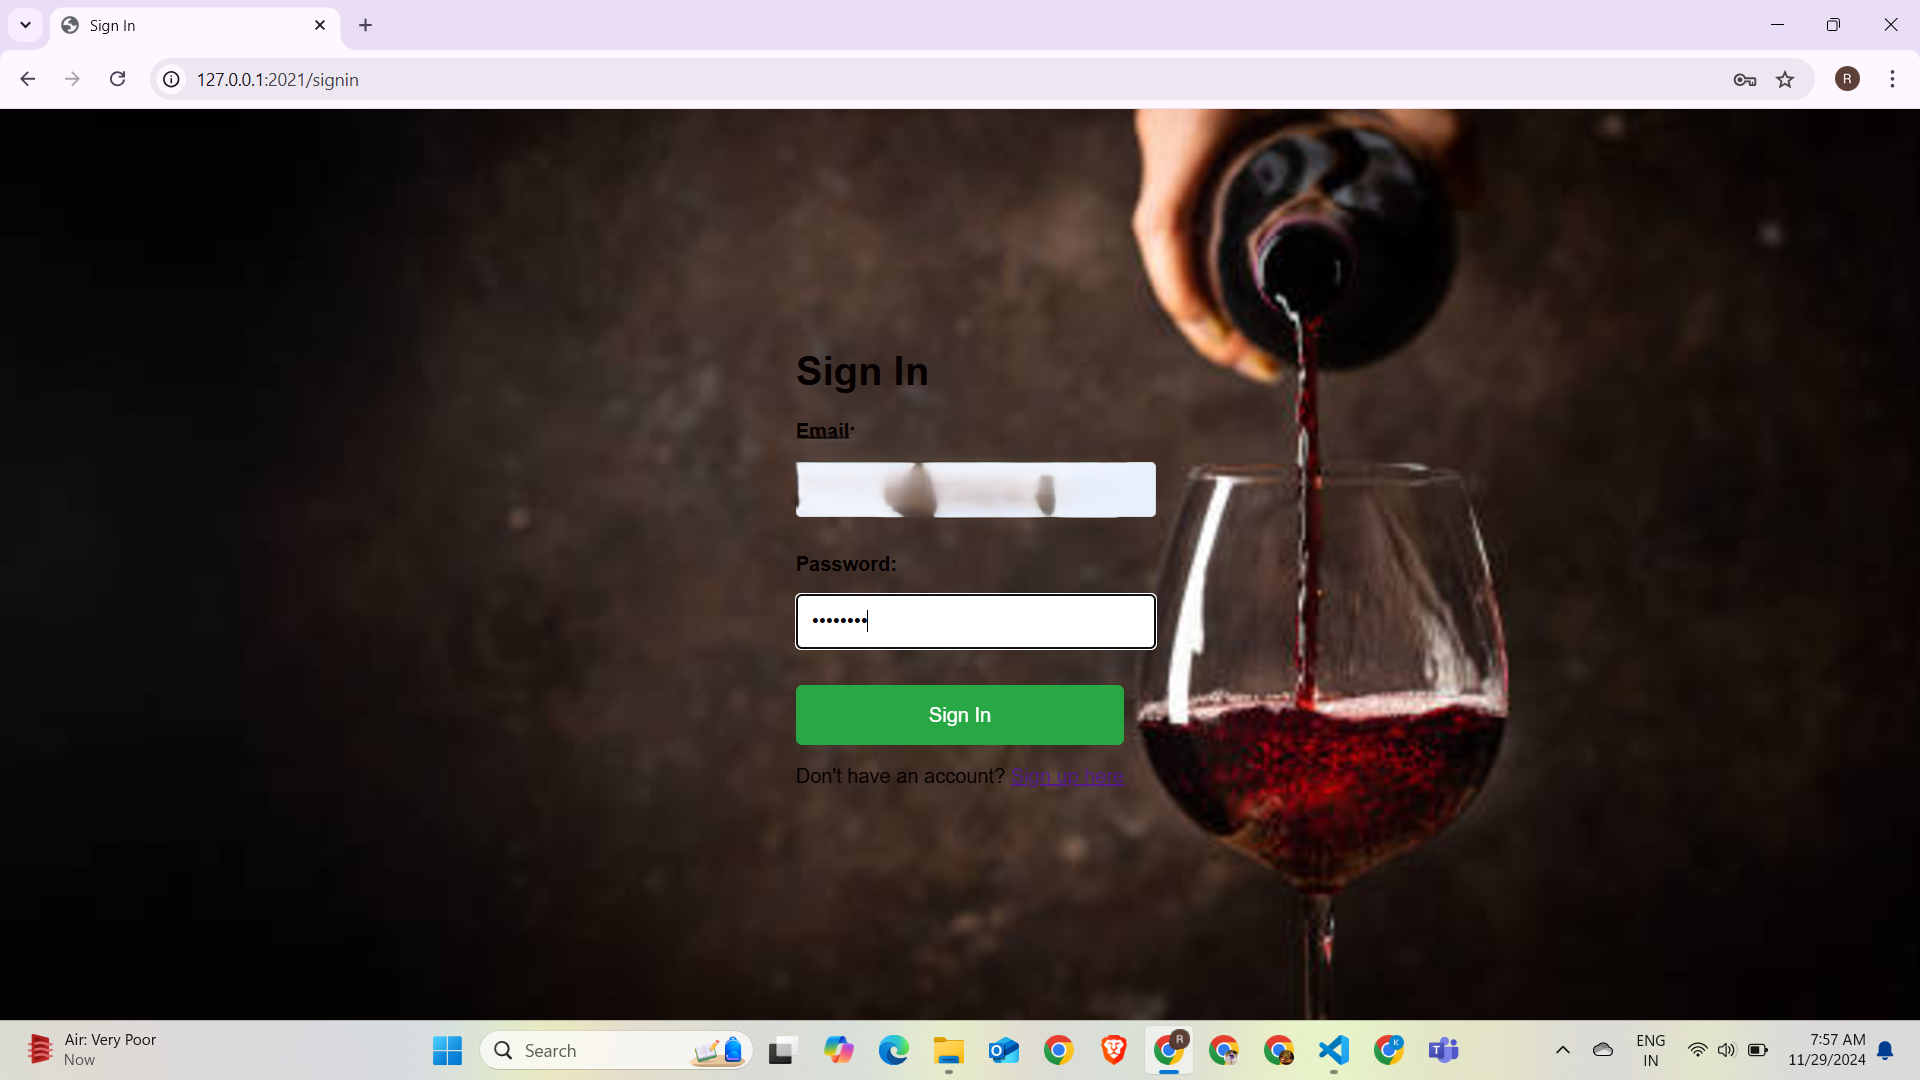 Sign In
127.0.0.1:2021/signin
R
Sign In
Email:
Password:
Sign In
Don't have an account? Sign up here
Air: Very Poor
Now
Search
R
K
T
ENG
IN
7:57 AM
11/29/2024